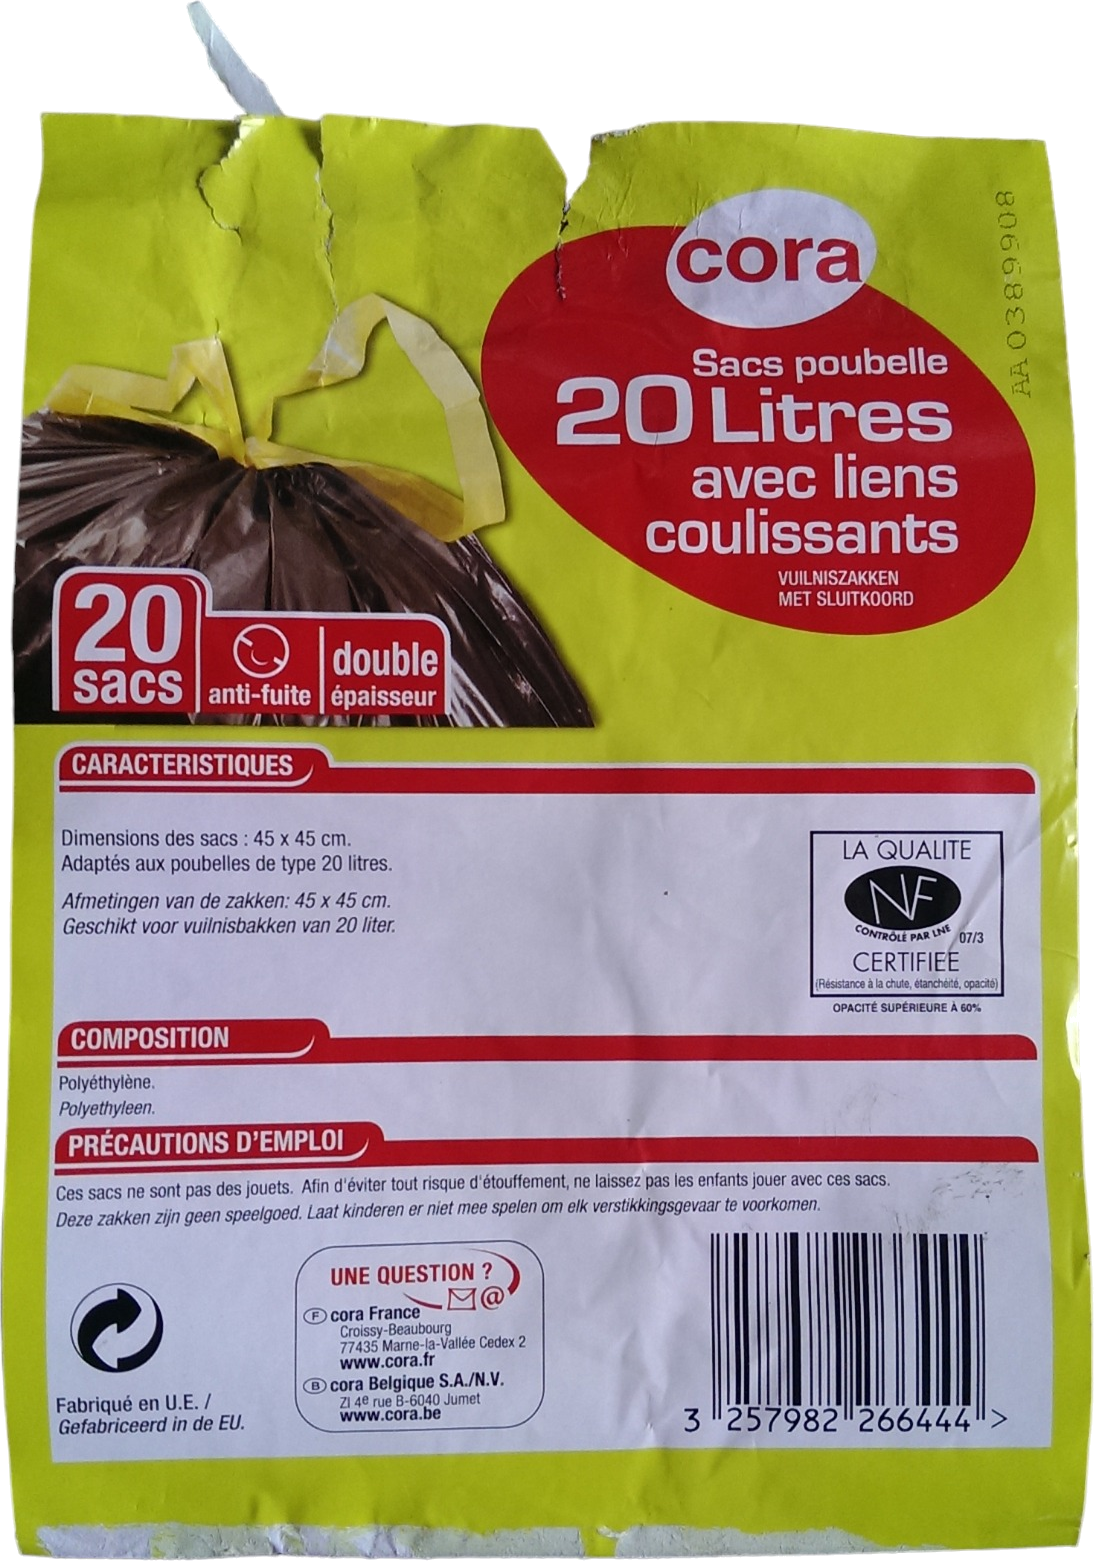 cora
AA 03899908
Sacs poubelle
20 Litres
avec liens
coulissants
VUILNISZAKKEN
MET SLUITKOORD
20
sacs
anti-fuite
double
épaisseur
CARACTERISTIQUES
Dimensions des sacs : 45 x 45 cm.
Adaptés aux poubelles de type 20 litres.
Afmetingen van de zakken: 45 x 45 cm.
Geschikt voor vuilnisbakken van 20 liter.
LA QUALITE
NF
CONTRÔLÉ PAR LNE
07/3
CERTIFIEE
(Résistance à la chute, étanchéité, opacité)
OPACITÉ SUPÉRIEURE À 60%
COMPOSITION
Polyéthylène.
Polyethyleen.
PRÉCAUTIONS D'EMPLOI
Ces sacs ne sont pas des jouets. Afin d'éviter tout risque d'étouffement, ne laissez pas les enfants jouer avec ces sacs.
Deze zakken zijn geen speelgoed. Laat kinderen er niet mee spelen om elk verstikkingsgevaar te voorkomen.
Fabriqué en U.E. /
Gefabriceerd in de EU.
UNE QUESTION ?
@
F cora France
Croissy-Beaubourg
77435 Marne-la-Vallée Cedex 2
www.cora.fr
B cora Belgique S.A./N.V.
ZI 4e rue B-6040 Jumet
www.cora.be
3 257982 266444 >